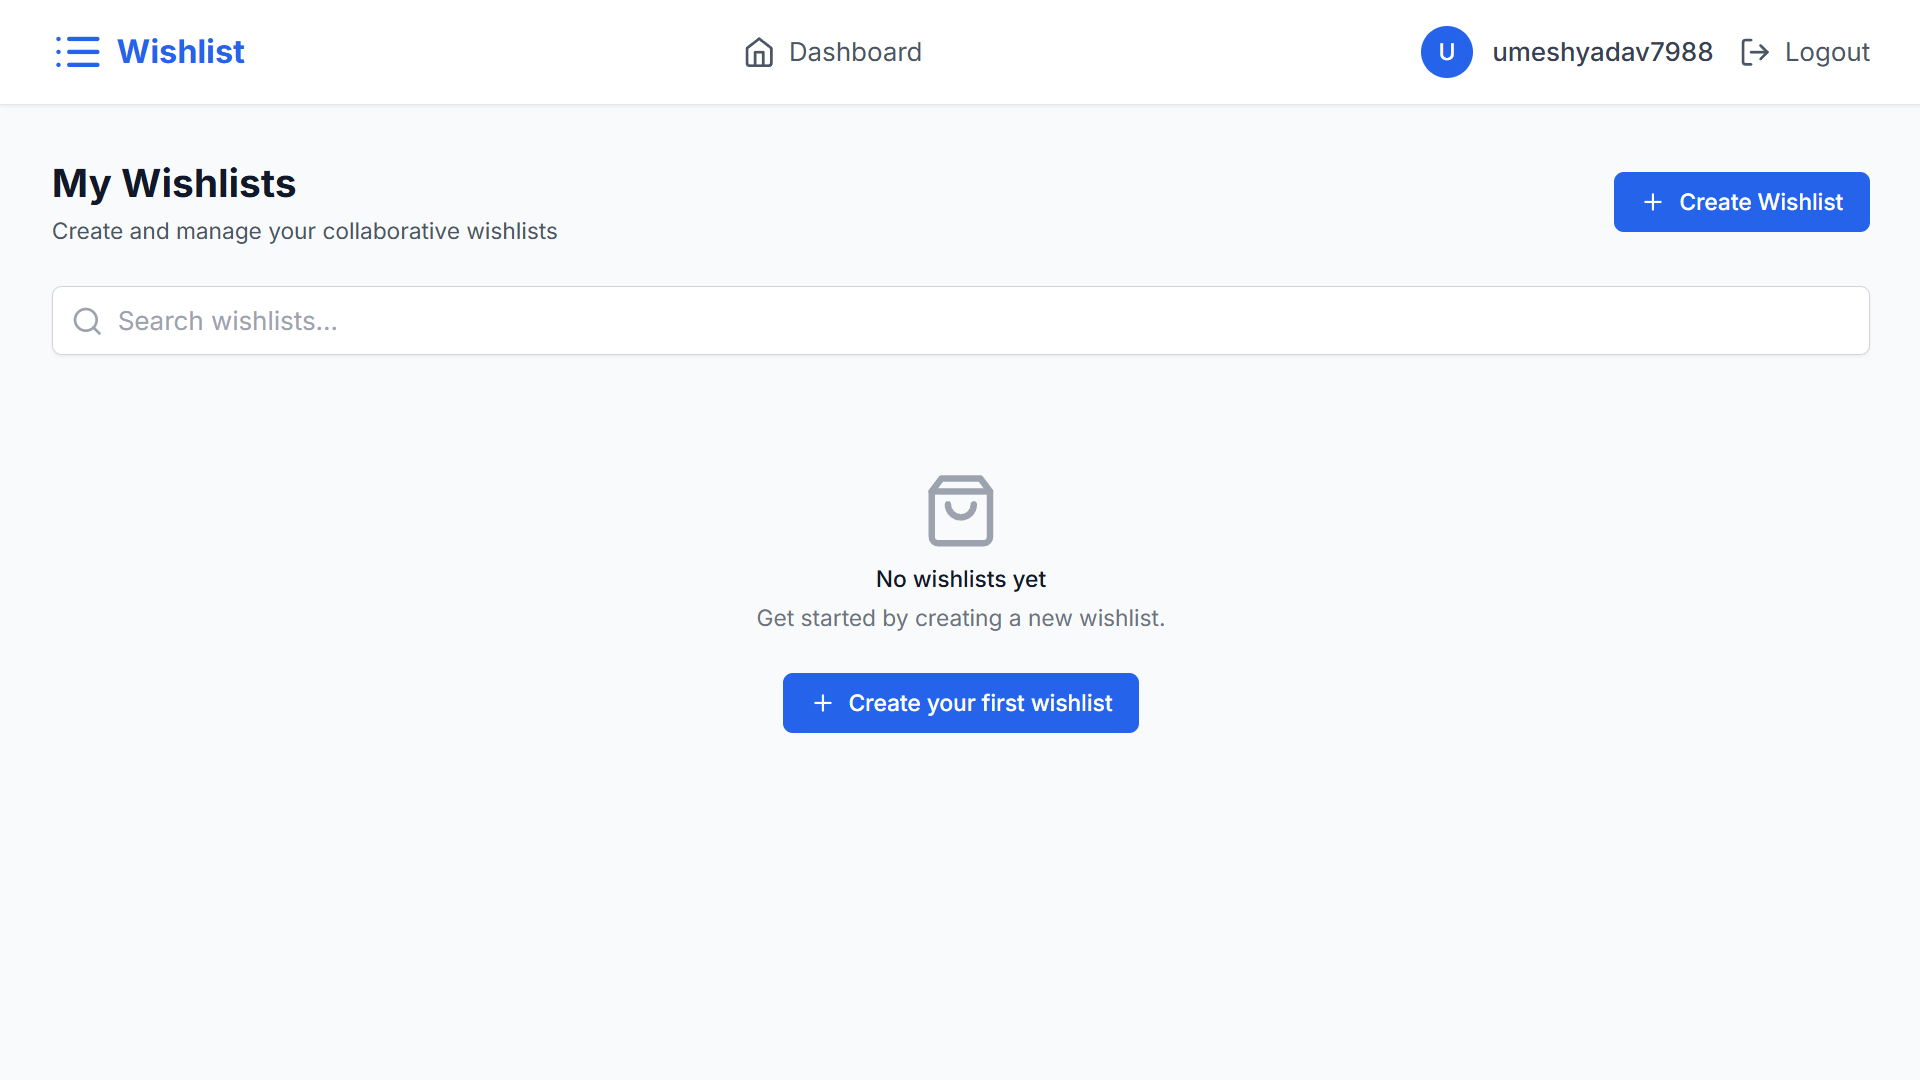 Wishlist
Dashboard
U
umeshyadav7988
Logout
My Wishlists
Create and manage your collaborative wishlists
Create Wishlist
Search wishlists...
No wishlists yet
Get started by creating a new wishlist.
Create your first wishlist